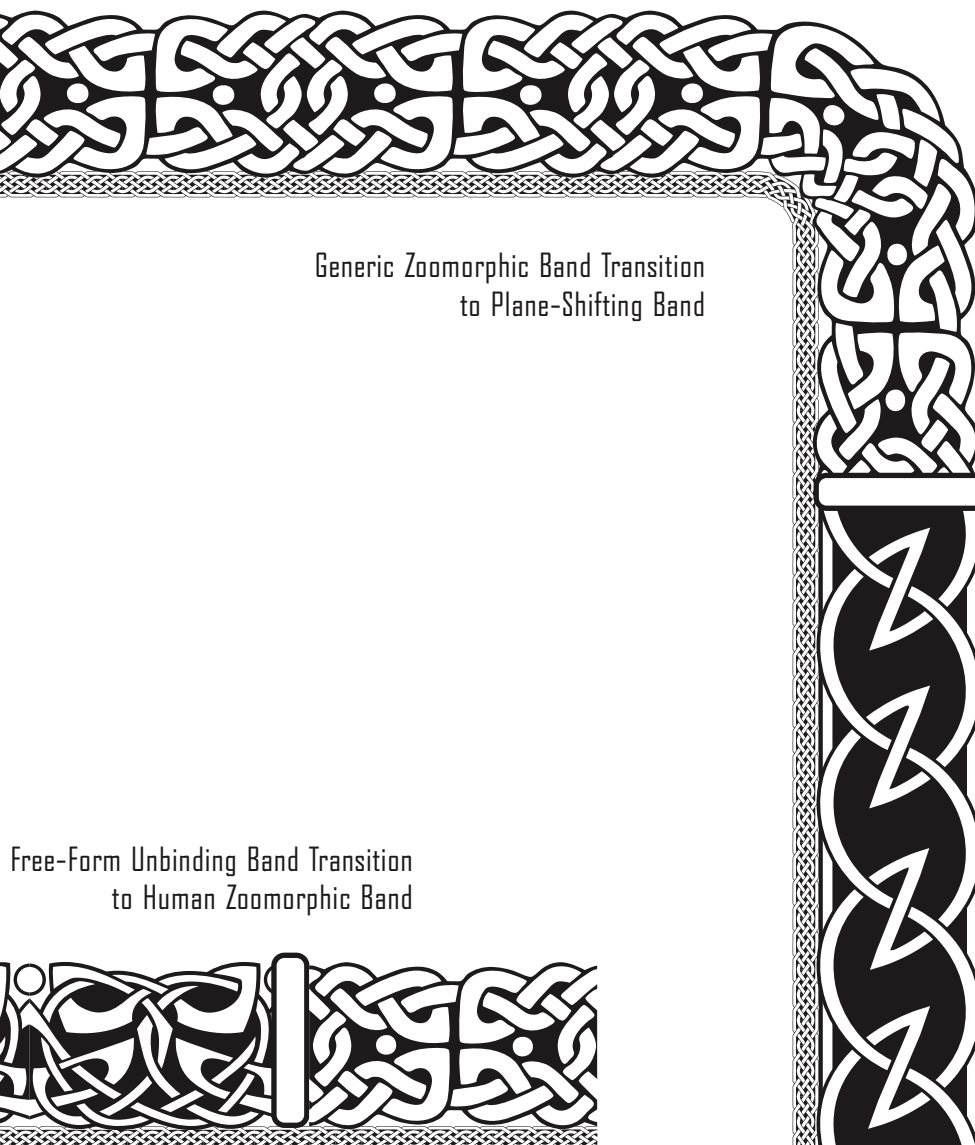 Generic Zoomorphic Band Transition
to Plane-Shifting Band
Free-Form Unbinding Band Transition
to Human Zoomorphic Band